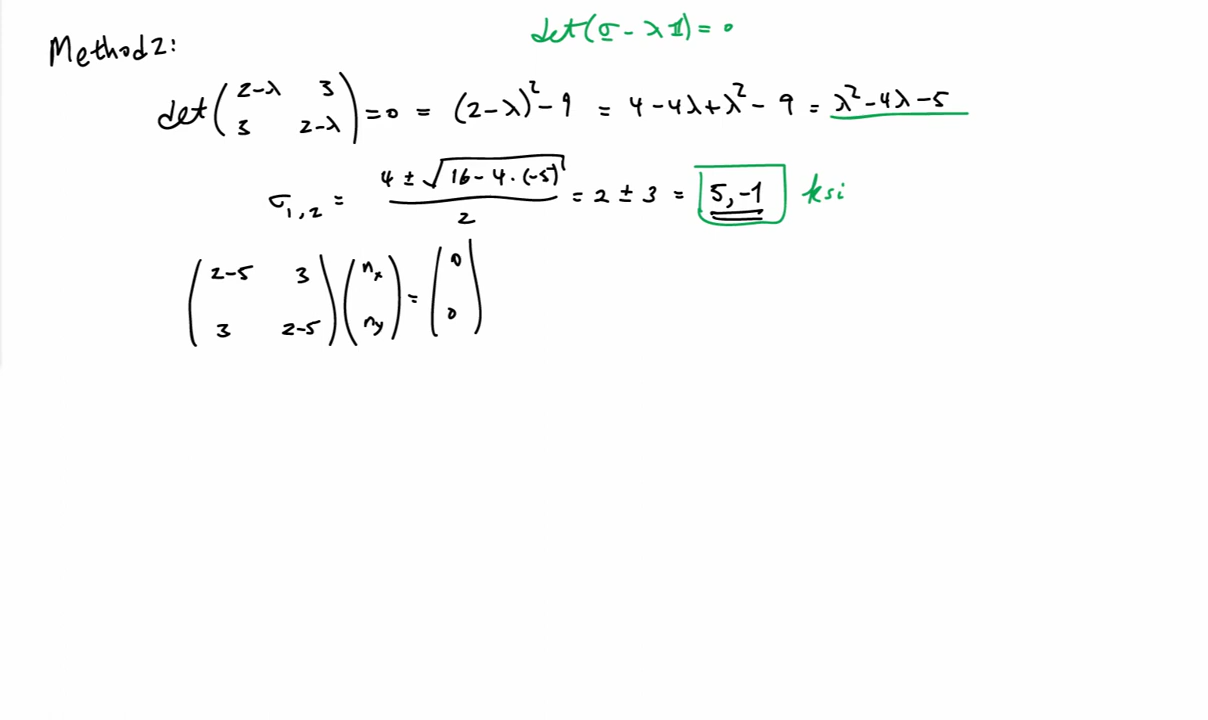 det(σ - λ𝟙) = 0
Method 2:
det(2-λ 3; 3 2-λ) = 0 = (2-λ)² - 9 = 4 - 4λ + λ² - 9 = λ² - 4λ - 5
σ₁,₂ = (4 ± √(16 - 4·(-5)))/2 = 2 ± 3 = 5, -1 ksi
(2-5 3; 3 2-5)(nₓ; n_y) = (0; 0)